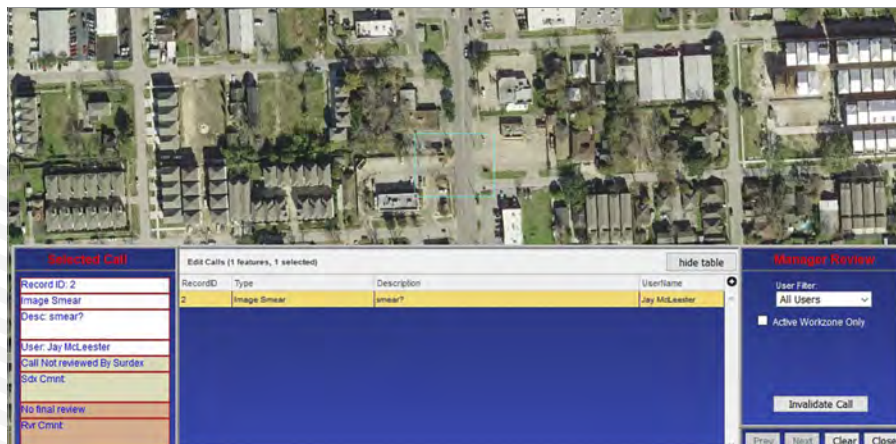 Selected Call
Record ID: 2
Image Smear
Desc: smear?
User: Jay McLeester
Call Not reviewed By Surdex
Sdx Cmnt:
No final review
Rvr Cmnt:
Edit Calls (1 features, 1 selected)
hide table
RecordID Type Description UserName
2 Image Smear smear? Jay McLeester
Manager Review
User Filter:
All Users
Active Workzone Only
Invalidate Call
Prev Next Clear Close